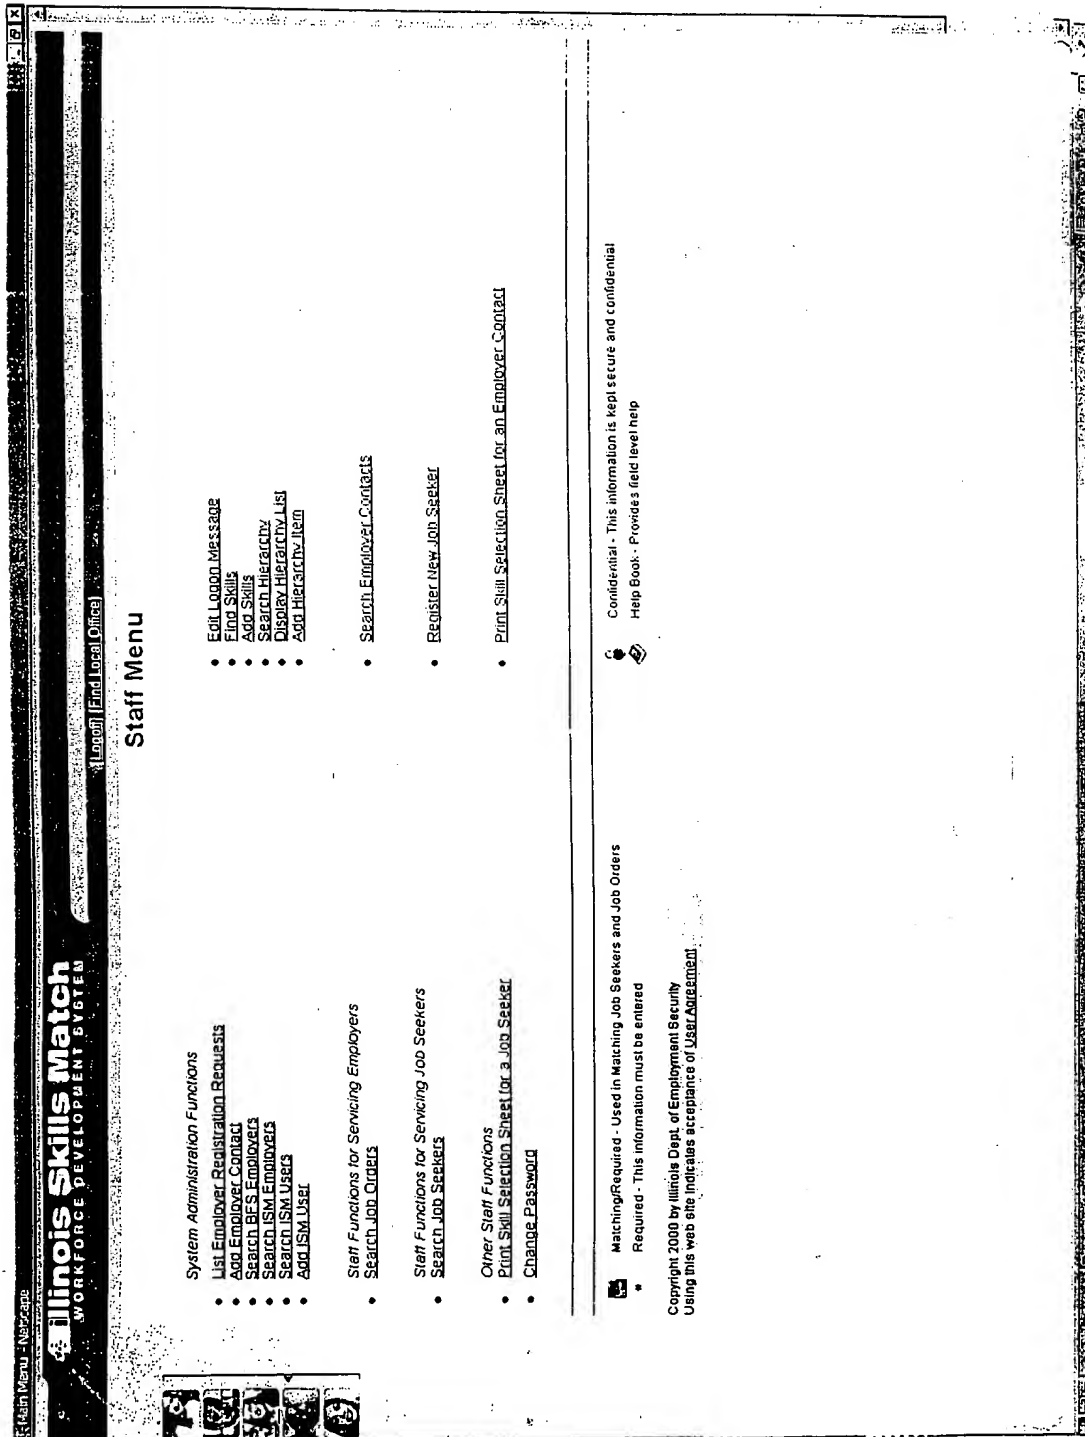 Main Menu - Netscape
Illinois Skills Match
WORKFORCE DEVELOPMENT SYSTEM
[Logoff] [Find Local Office]
Staff Menu
System Administration Functions
• List Employer Registration Requests
• Add Employer Contact
• Search BFS Employers
• Search ISM Employers
• Search ISM Users
• Add ISM User
• Edit Logon Message
• Find Skills
• Add Skills
• Search Hierarchy
• Display Hierarchy List
• Add Hierarchy Item
Staff Functions for Servicing Employers
• Search Job Orders
• Search Employer Contacts
Staff Functions for Servicing Job Seekers
• Search Job Seekers
• Register New Job Seeker
Other Staff Functions
• Print Skill Selection Sheet for a Job Seeker
• Change Password
• Print Skill Selection Sheet for an Employer Contact
Matching/Required - Used in Matching Job Seekers and Job Orders
* Required - This information must be entered
Confidential - This information is kept secure and confidential
Help Book - Provides field level help
Copyright 2000 by Illinois Dept. of Employment Security
Using this web site indicates acceptance of User Agreement